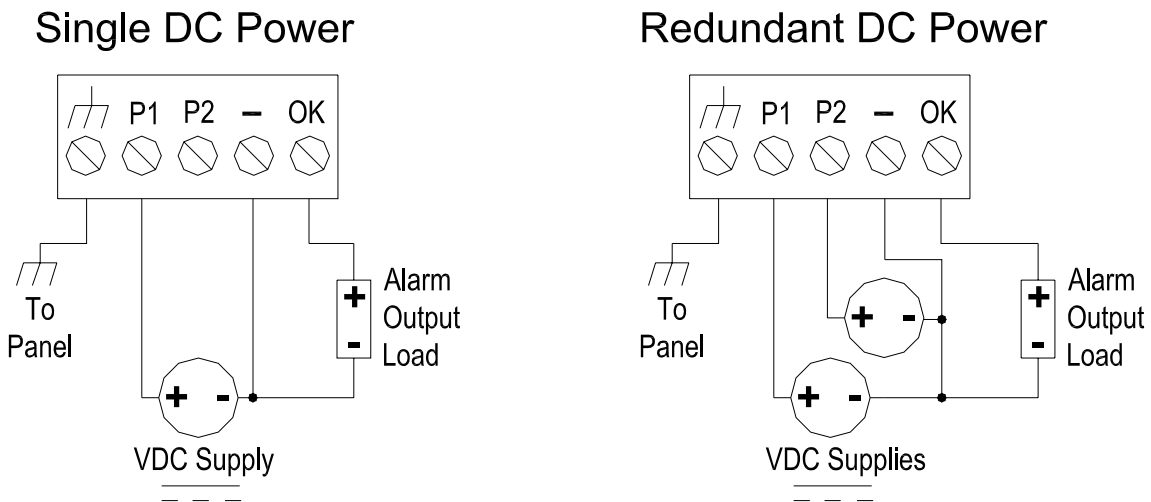 Single DC Power
P1 P2 – OK
+
-
To
Panel
Alarm
Output
Load
+ -
VDC Supply
Redundant DC Power
P1 P2 – OK
+ -
+
-
To
Panel
Alarm
Output
Load
+ -
VDC Supplies